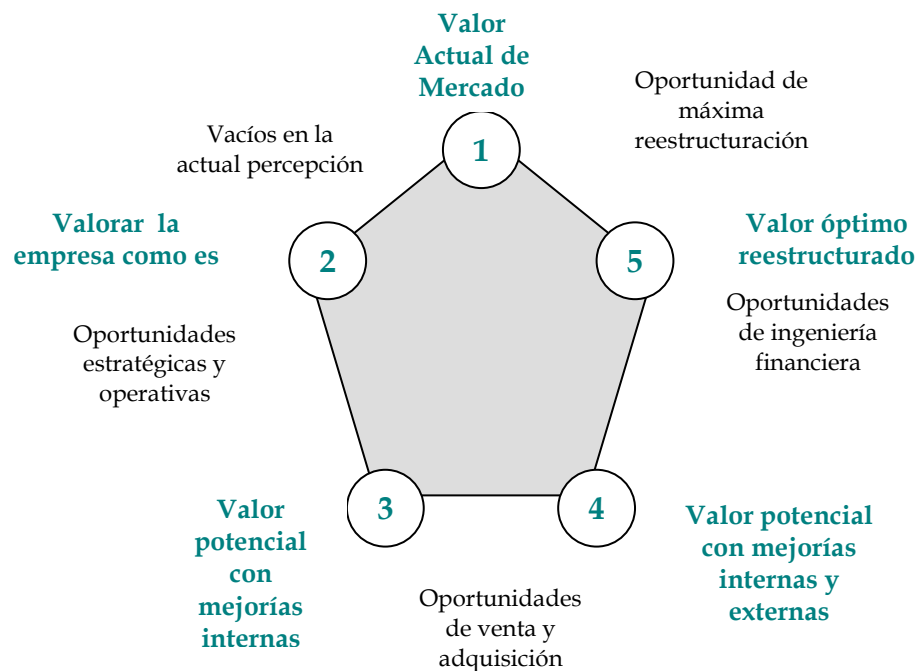 Valor
Actual de
Mercado
Oportunidad de
máxima
reestructuración
Vacíos en la
actual percepción
1
Valorar la
empresa como es
2
5
Valor óptimo
reestructurado
Oportunidades
estratégicas y
operativas
Oportunidades
de ingeniería
financiera
Valor
potencial
con
mejorías
internas
3
4
Valor potencial
con mejorías
internas y
externas
Oportunidades
de venta y
adquisición